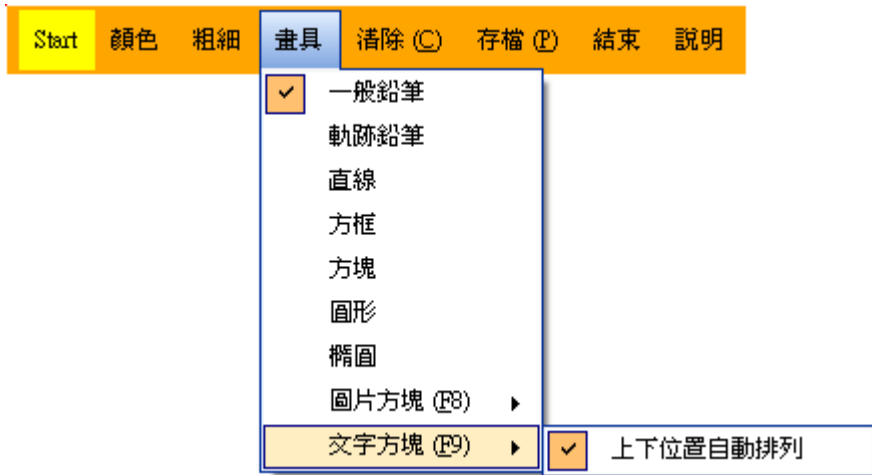 Start 顏色 粗細 畫具 清除 (C) 存檔 (P) 結束 說明
一般鉛筆
軌跡鉛筆
直線
方框
方塊
圓形
橢圓
圖片方塊 (F8)
文字方塊 (F9) 上下位置自動排列